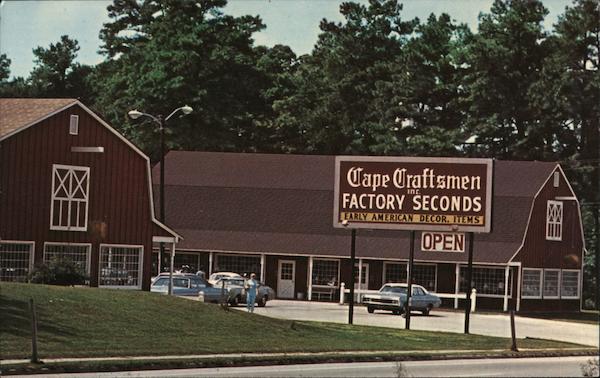 Cape Craftsmen
INC.
FACTORY SECONDS
EARLY AMERICAN DECOR. ITEMS
OPEN